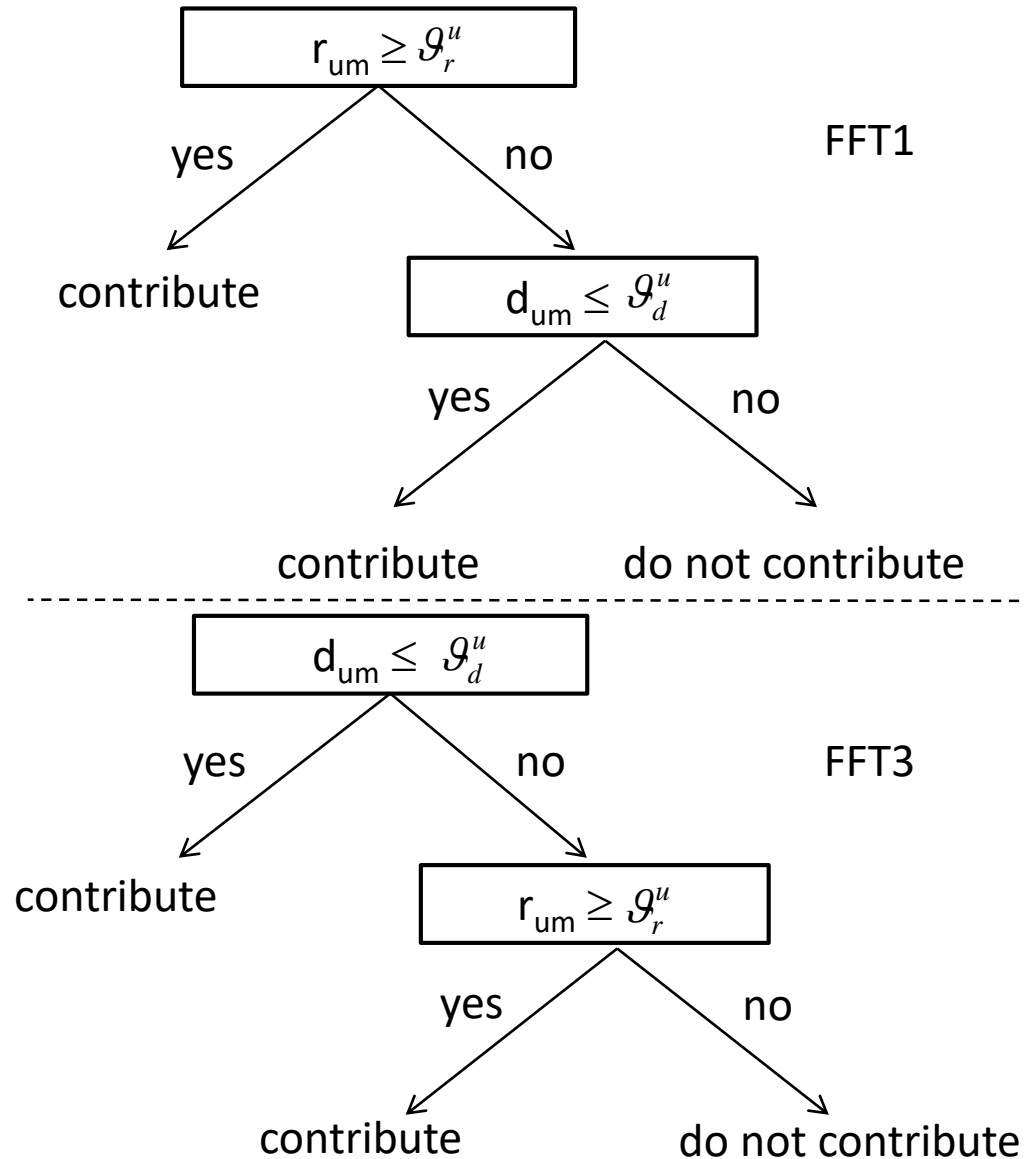 r_um ≥ 𝜗_r^u
yes no FFT1
contribute
d_um ≤ 𝜗_d^u
yes no
contribute do not contribute
d_um ≤ 𝜗_d^u
yes no FFT3
contribute
r_um ≥ 𝜗_r^u
yes no
contribute do not contribute